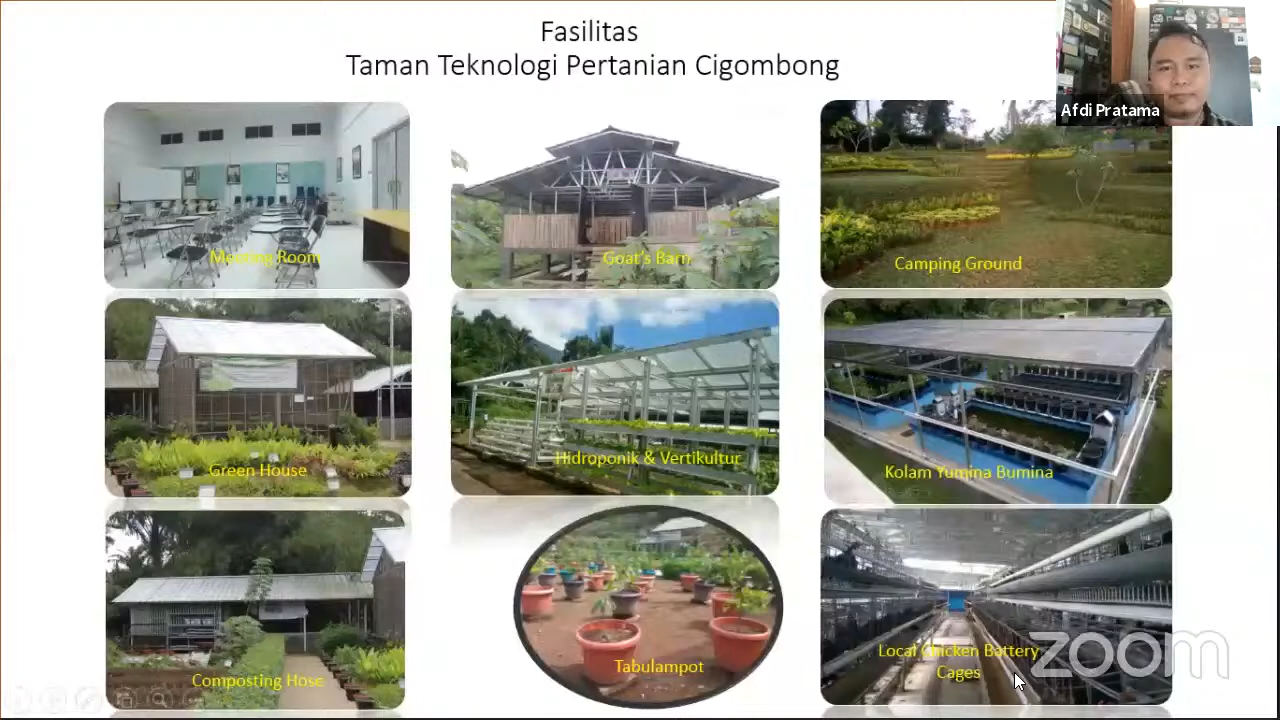 Fasilitas
Taman Teknologi Pertanian Cigombong
Afdi Pratama
Meeting Room
Goat's Barn
Camping Ground
Green House
Hidroponik & Vertikultur
Kolam Yumina Bumina
Composting Hose
Tabulampot
Local Chicken Battery
Cages
zoom